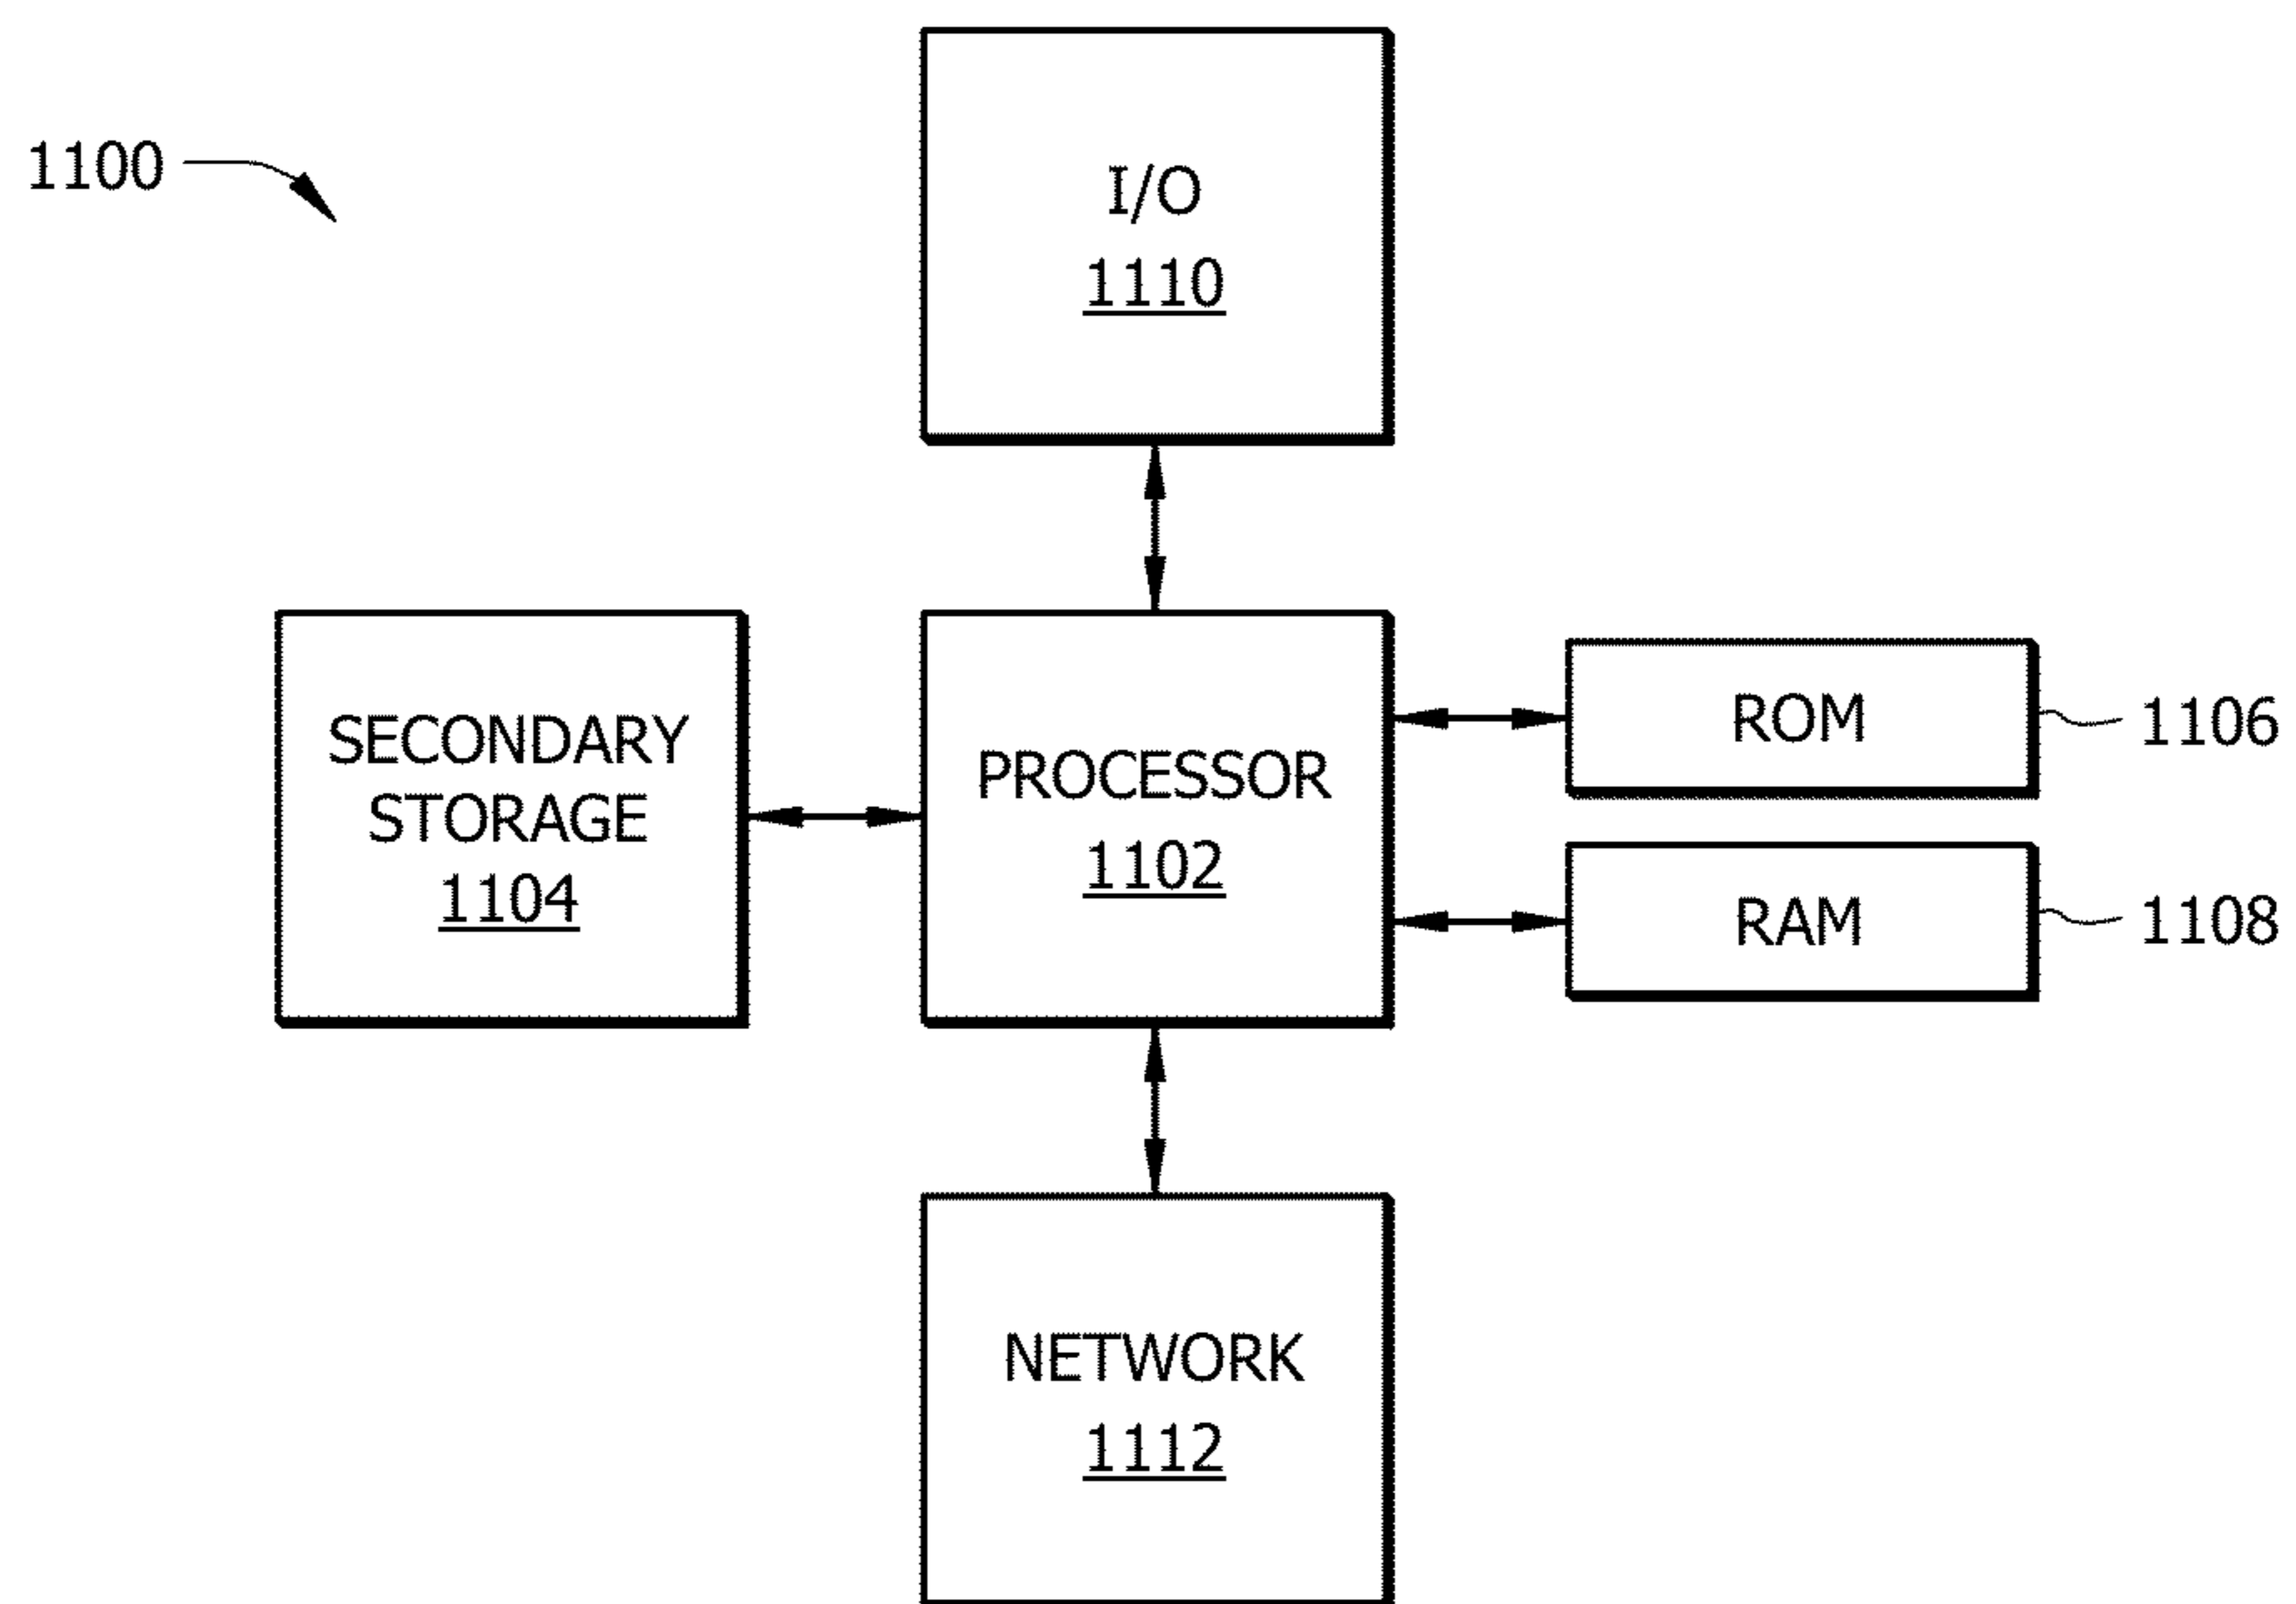 1100
I/O
1110
SECONDARY
STORAGE
1104
PROCESSOR
1102
ROM
1106
RAM
1108
NETWORK
1112